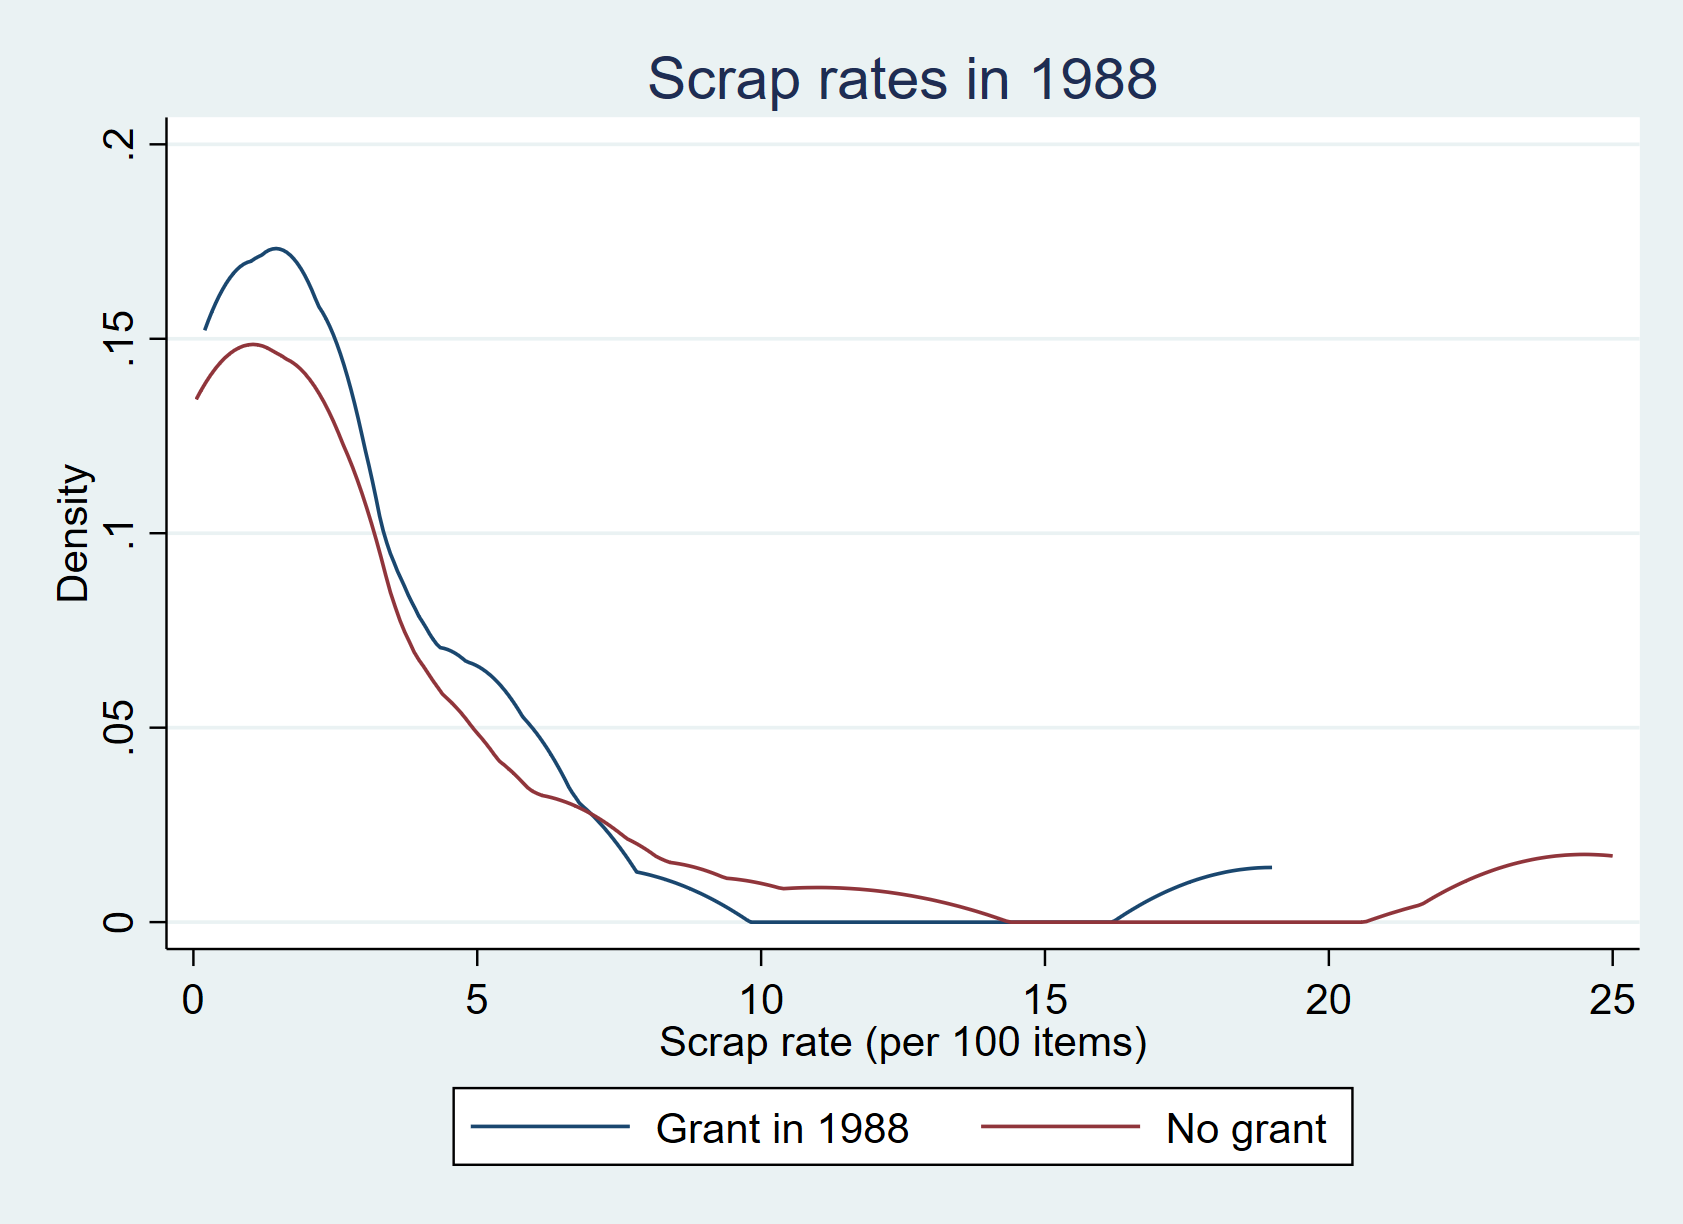 Scrap rates in 1988
Density
.2
.15
.1
.05
0
0 5 10 15 20 25
Scrap rate (per 100 items)
Grant in 1988 No grant